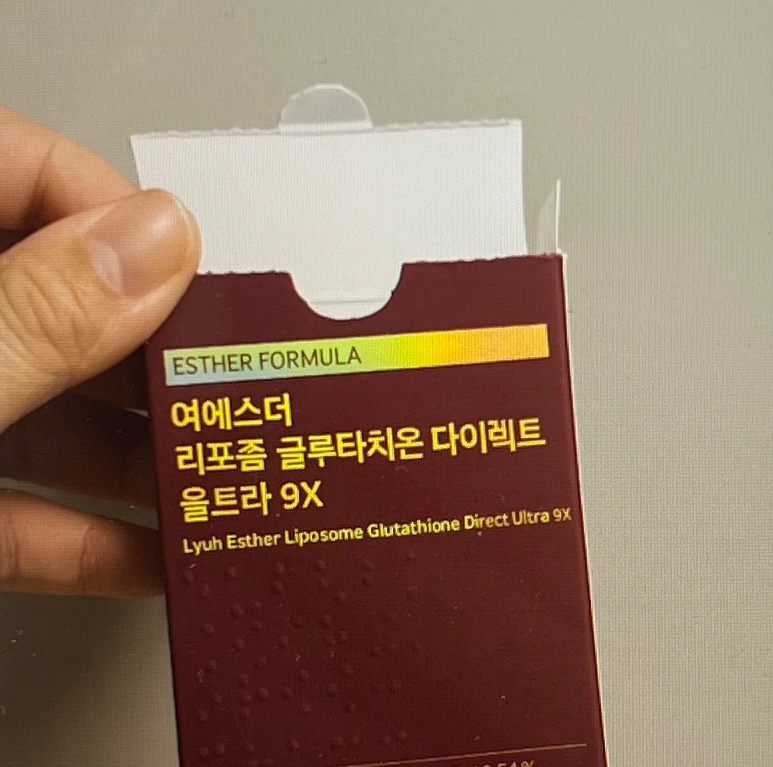 ESTHER FORMULA
여에스더
리포좀 글루타치온 다이렉트
울트라 9X
Lyuh Esther Liposome Glutathione Direct Ultra 9X